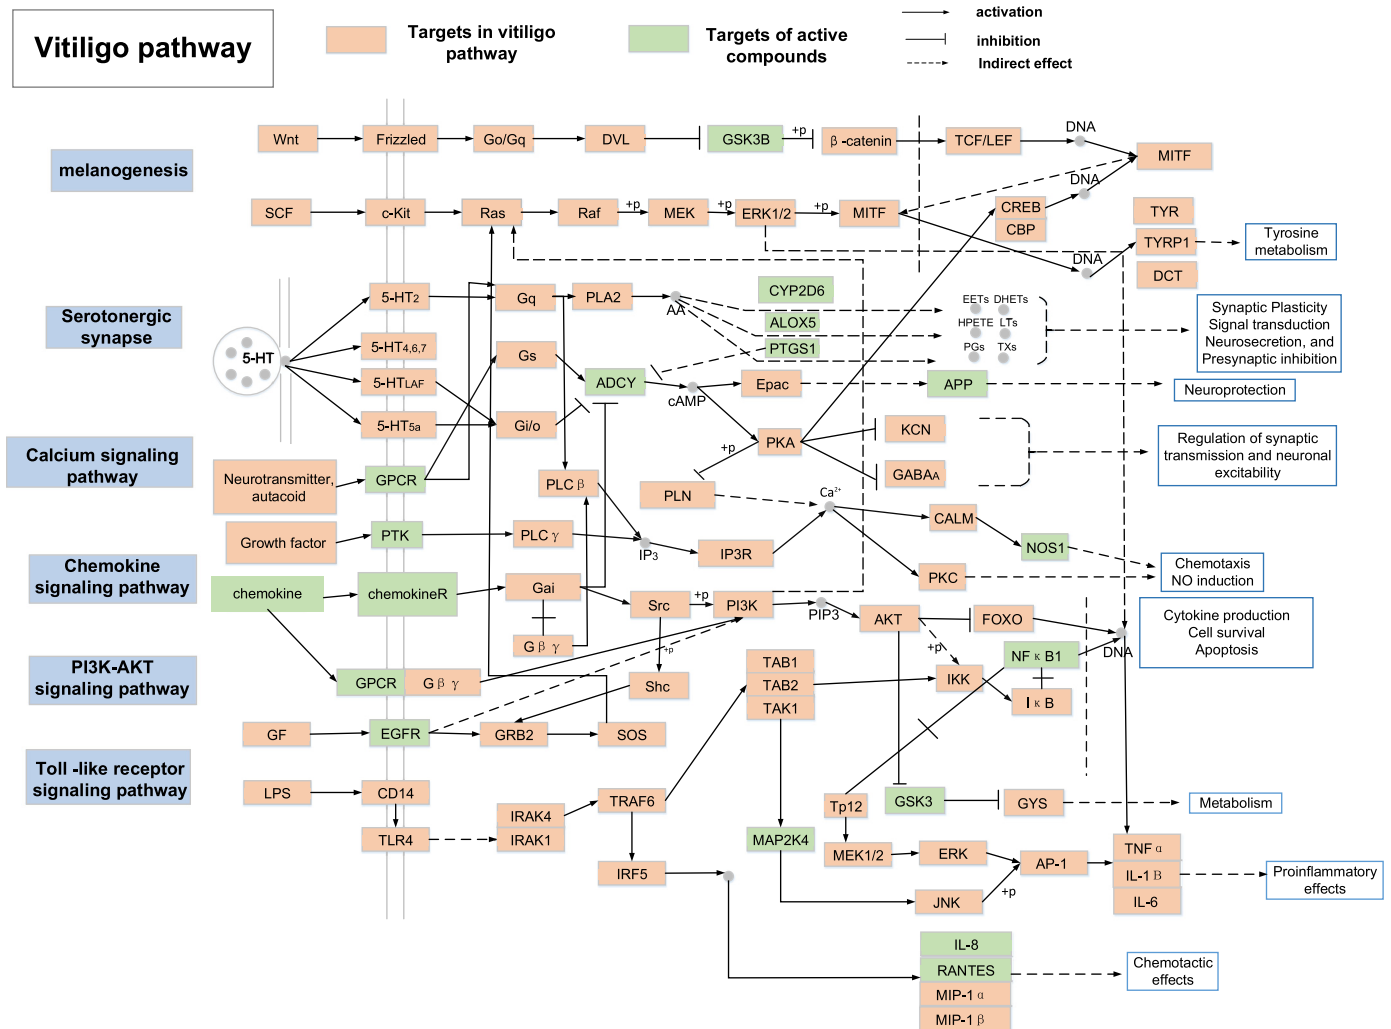 Vitiligo pathway
Targets in vitiligo
pathway
Targets of active
compounds
activation
inhibition
Indirect effect
melanogenesis
Wnt
Frizzled
Go/Gq
DVL
GSK3B
+p
β-catenin
TCF/LEF
DNA
MITF
SCF
c-Kit
Ras
Raf
+p
MEK
+p
ERK1/2
+p
MITF
CREB
CBP
DNA
TYR
TYRP1
DCT
DNA
Tyrosine
metabolism
Serotonergic
synapse
5-HT
5-HT2
5-HT4,6,7
5-HTLAF
5-HT5a
Gq
Gs
Gi/o
PLA2
AA
CYP2D6
ALOX5
PTGS1
EETs DHETs
HPETE LTs
PGs TXs
Synaptic Plasticity
Signal transduction
Neurosecretion, and
Presynaptic inhibition
ADCY
cAMP
Epac
APP
Neuroprotection
Calcium signaling
pathway
Neurotransmitter,
autacoid
GPCR
PLC β
+p
PKA
KCN
GABAA
Regulation of synaptic
transmission and neuronal
excitability
PLN
Ca2+
Growth factor
PTK
PLC γ
IP3
IP3R
CALM
NOS1
PKC
Chemotaxis
NO induction
Chemokine
signaling pathway
chemokine
chemokineR
Gai
G β γ
Src
+p
PI3K
PIP3
AKT
FOXO
+p
NF κ B1
DNA
Cytokine production
Cell survival
Apoptosis
PI3K-AKT
signaling pathway
GPCR
G β γ
+p
Shc
TAB1
TAB2
TAK1
IKK
I κ B
GF
EGFR
GRB2
SOS
Toll -like receptor
signaling pathway
LPS
CD14
TLR4
IRAK4
IRAK1
TRAF6
IRF5
Tp12
GSK3
GYS
Metabolism
MAP2K4
MEK1/2
ERK
AP-1
JNK
+p
TNF α
IL-1 B
IL-6
Proinflammatory
effects
IL-8
RANTES
MIP-1 α
MIP-1 β
Chemotactic
effects